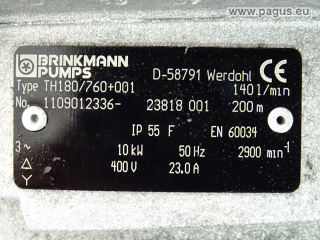 www.pagus.eu
BRINKMANN
PUMPS
D-58791 Werdohl CE
Type TH180/760+001 140 l/min
No. 1109012336- 23818 001 200 m
IP 55 F EN 60034
3~ 10 kW 50 Hz 2900 min⁻¹
△ 400 V 23.0 A
Y